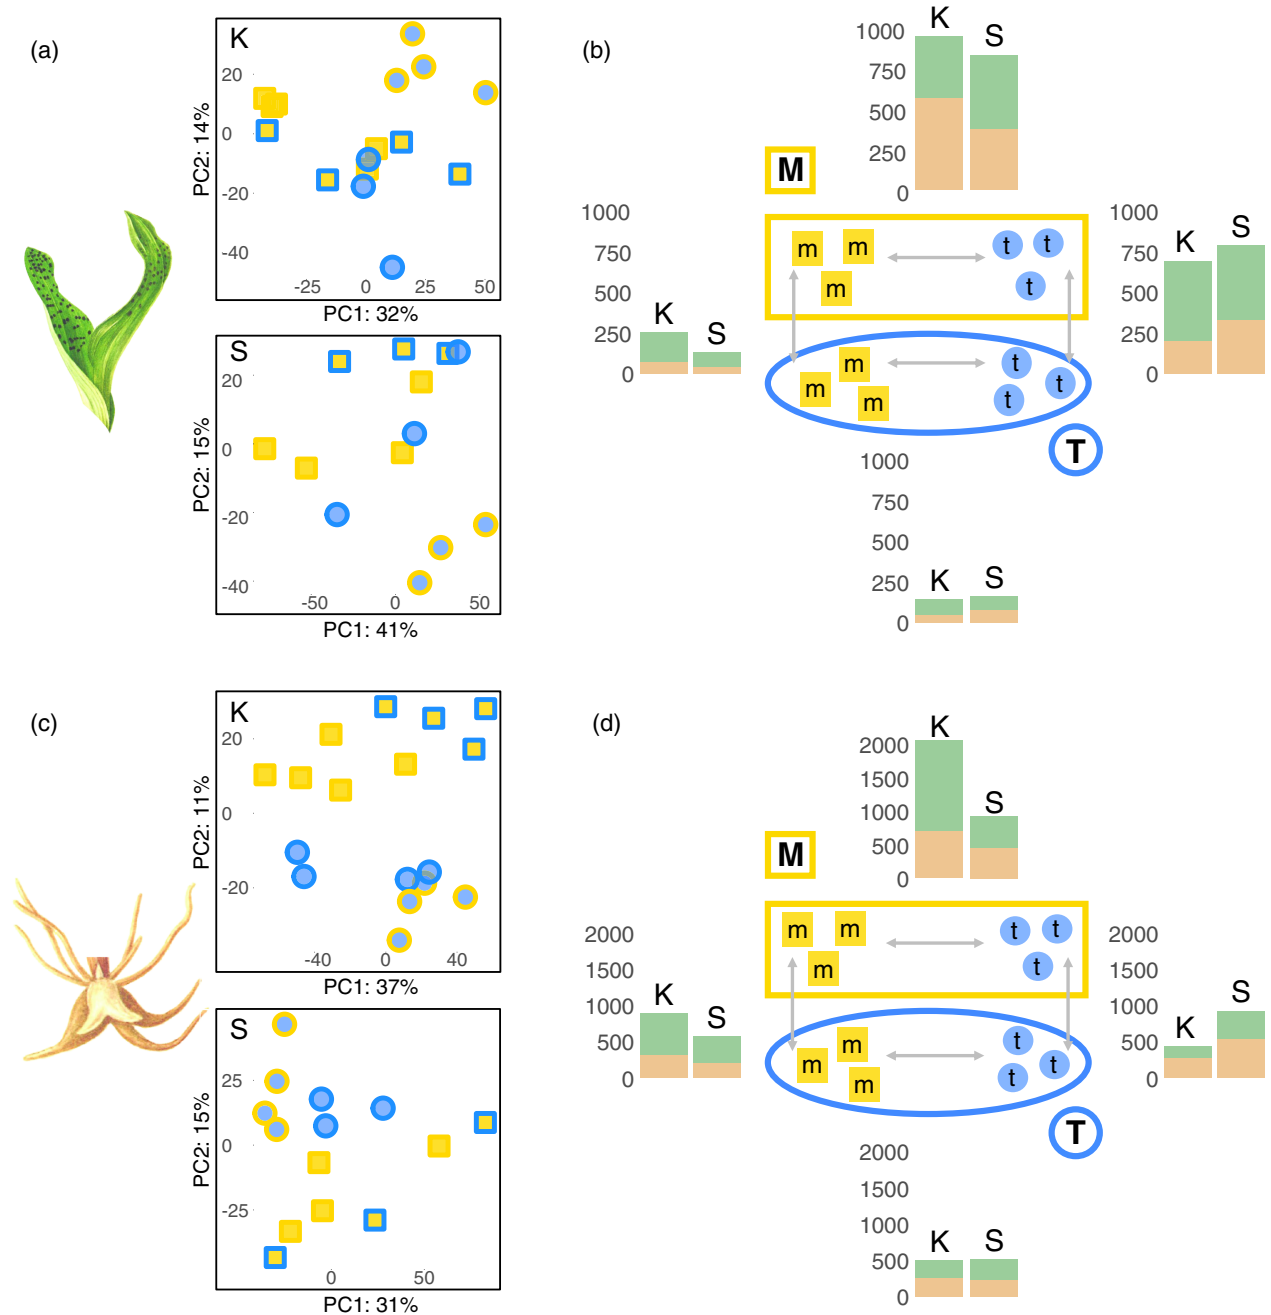 (a)
K
PC2: 14%
20
0
-20
-40
-25 0 25 50
PC1: 32%
S
PC2: 15%
20
0
-20
-40
-50 0 50
PC1: 41%
(b)
1000
750
500
250
0
K S
M
1000
750
500
250
0
K S
m m t t
m t
1000
750
500
250
0
K S
m t
m t
m t
T
1000
750
500
250
0
K S
(c)
K
PC2: 11%
20
0
-20
-40 0 40
PC1: 37%
S
PC2: 15%
25
0
-25
0 50
PC1: 31%
(d)
2000
1500
1000
500
0
K S
M
2000
1500
1000
500
0
K S
m m t t
m t
2000
1500
1000
500
0
K S
m t
m t
m t
T
2000
1500
1000
500
0
K S